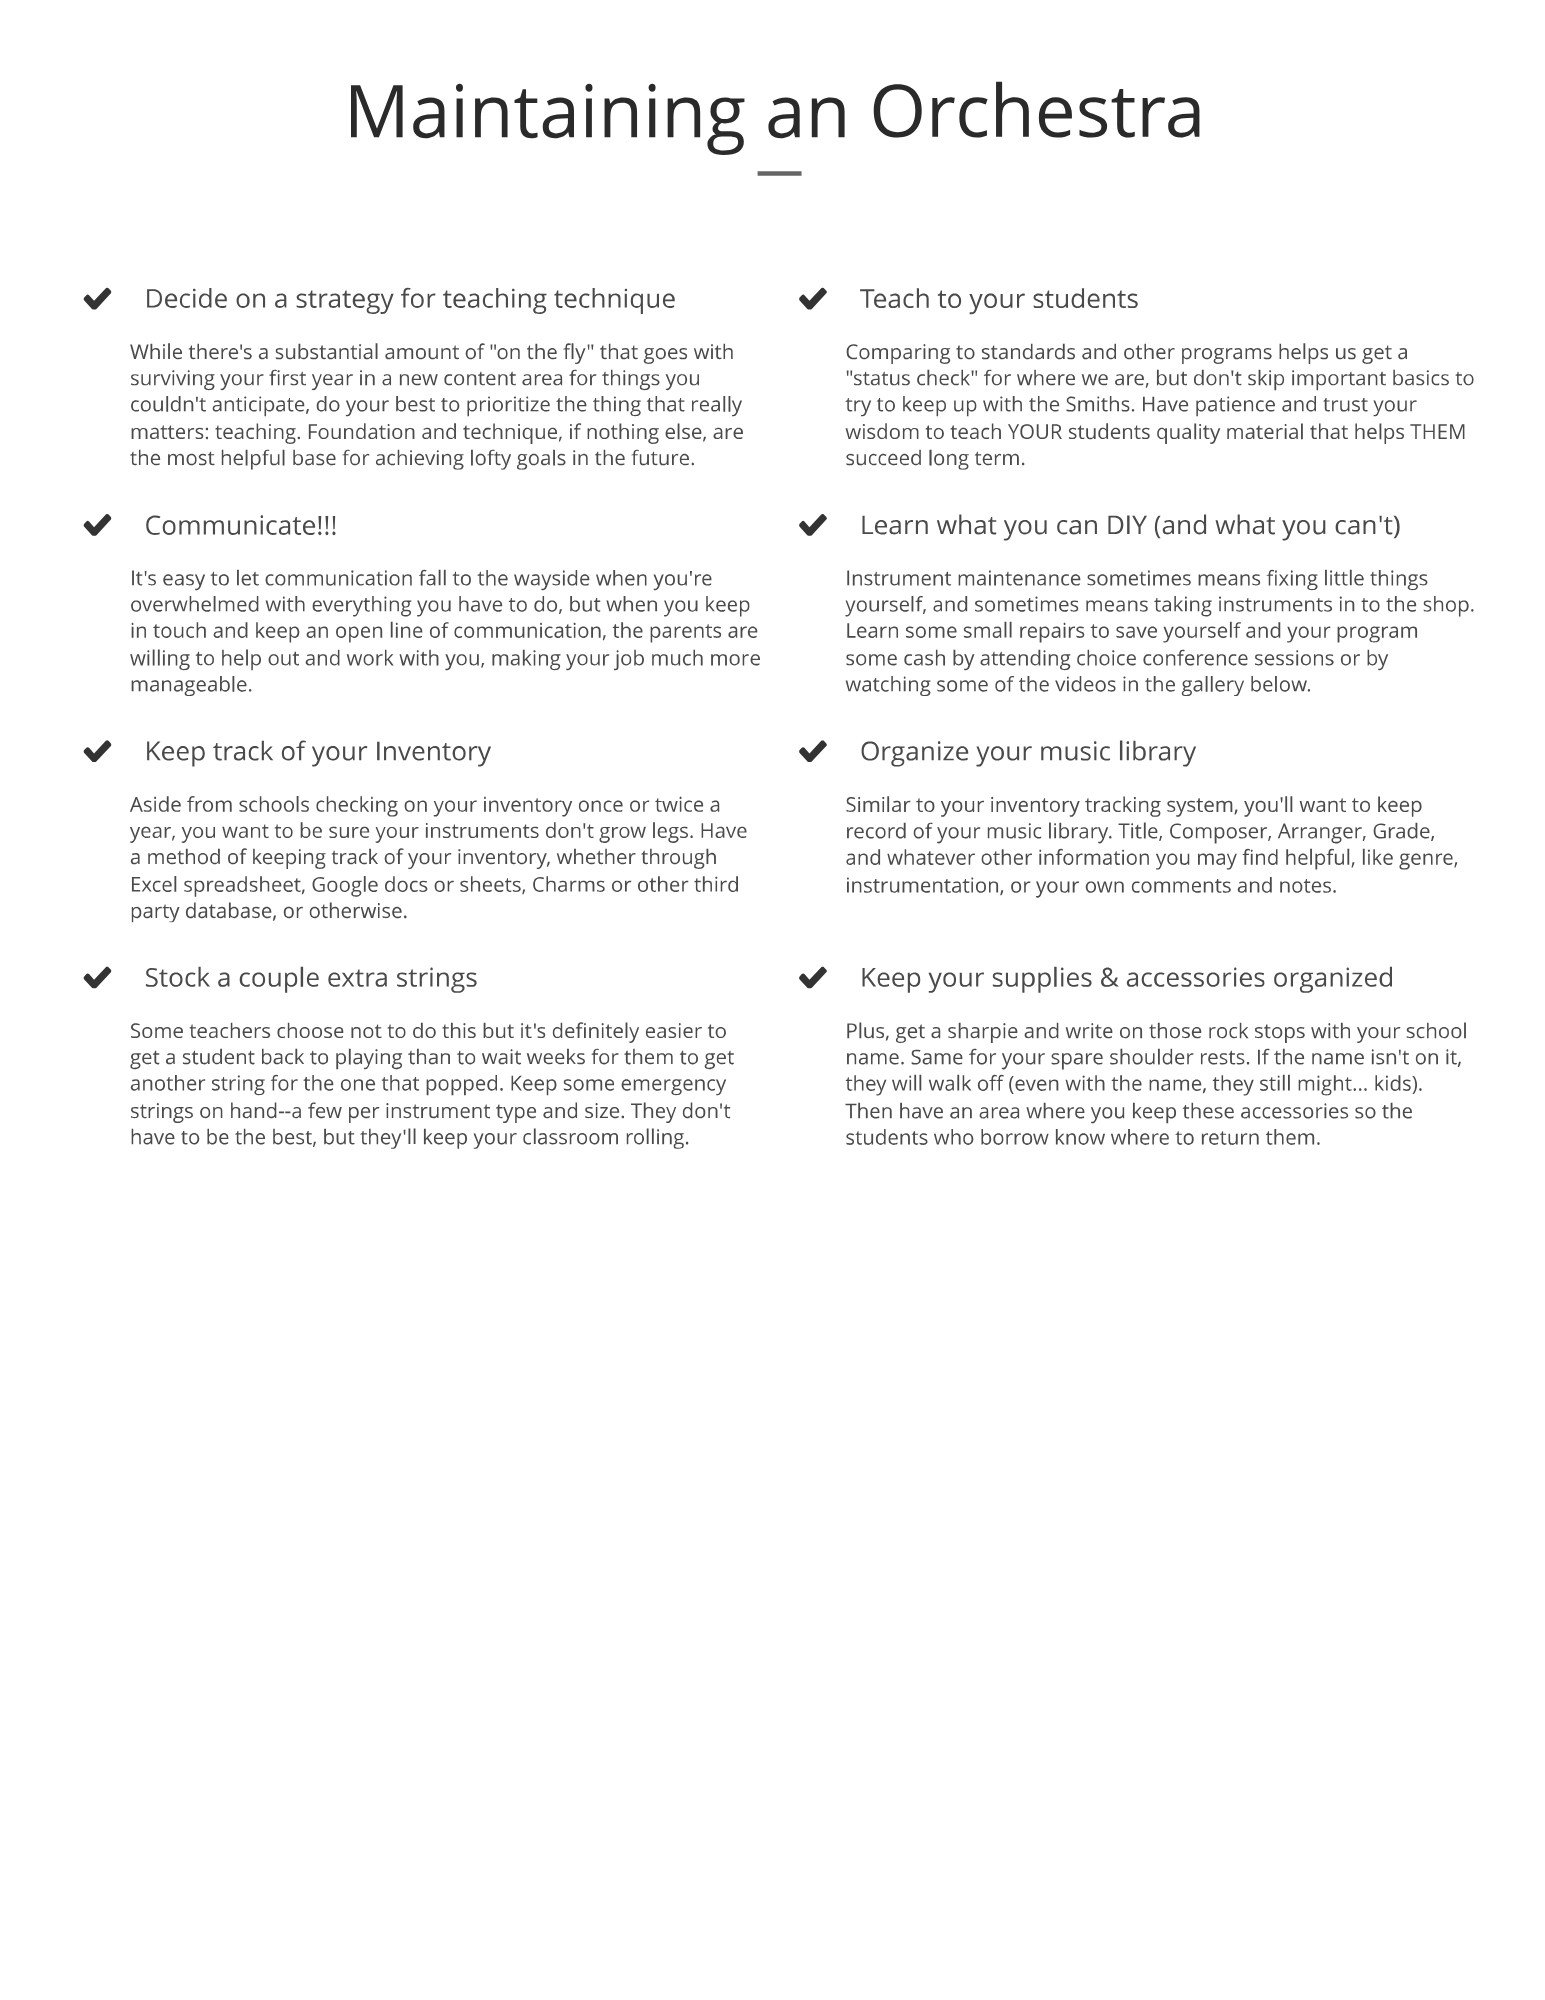 Maintaining an Orchestra
Decide on a strategy for teaching technique
While there's a substantial amount of "on the fly" that goes with
surviving your first year in a new content area for things you
couldn't anticipate, do your best to prioritize the thing that really
matters: teaching. Foundation and technique, if nothing else, are
the most helpful base for achieving lofty goals in the future.
Teach to your students
Comparing to standards and other programs helps us get a
"status check" for where we are, but don't skip important basics to
try to keep up with the Smiths. Have patience and trust your
wisdom to teach YOUR students quality material that helps THEM
succeed long term.
Communicate!!!
It's easy to let communication fall to the wayside when you're
overwhelmed with everything you have to do, but when you keep
in touch and keep an open line of communication, the parents are
willing to help out and work with you, making your job much more
manageable.
Learn what you can DIY (and what you can't)
Instrument maintenance sometimes means fixing little things
yourself, and sometimes means taking instruments in to the shop.
Learn some small repairs to save yourself and your program
some cash by attending choice conference sessions or by
watching some of the videos in the gallery below.
Keep track of your Inventory
Aside from schools checking on your inventory once or twice a
year, you want to be sure your instruments don't grow legs. Have
a method of keeping track of your inventory, whether through
Excel spreadsheet, Google docs or sheets, Charms or other third
party database, or otherwise.
Organize your music library
Similar to your inventory tracking system, you'll want to keep
record of your music library. Title, Composer, Arranger, Grade,
and whatever other information you may find helpful, like genre,
instrumentation, or your own comments and notes.
Stock a couple extra strings
Some teachers choose not to do this but it's definitely easier to
get a student back to playing than to wait weeks for them to get
another string for the one that popped. Keep some emergency
strings on hand--a few per instrument type and size. They don't
have to be the best, but they'll keep your classroom rolling.
Keep your supplies & accessories organized
Plus, get a sharpie and write on those rock stops with your school
name. Same for your spare shoulder rests. If the name isn't on it,
they will walk off (even with the name, they still might... kids).
Then have an area where you keep these accessories so the
students who borrow know where to return them.